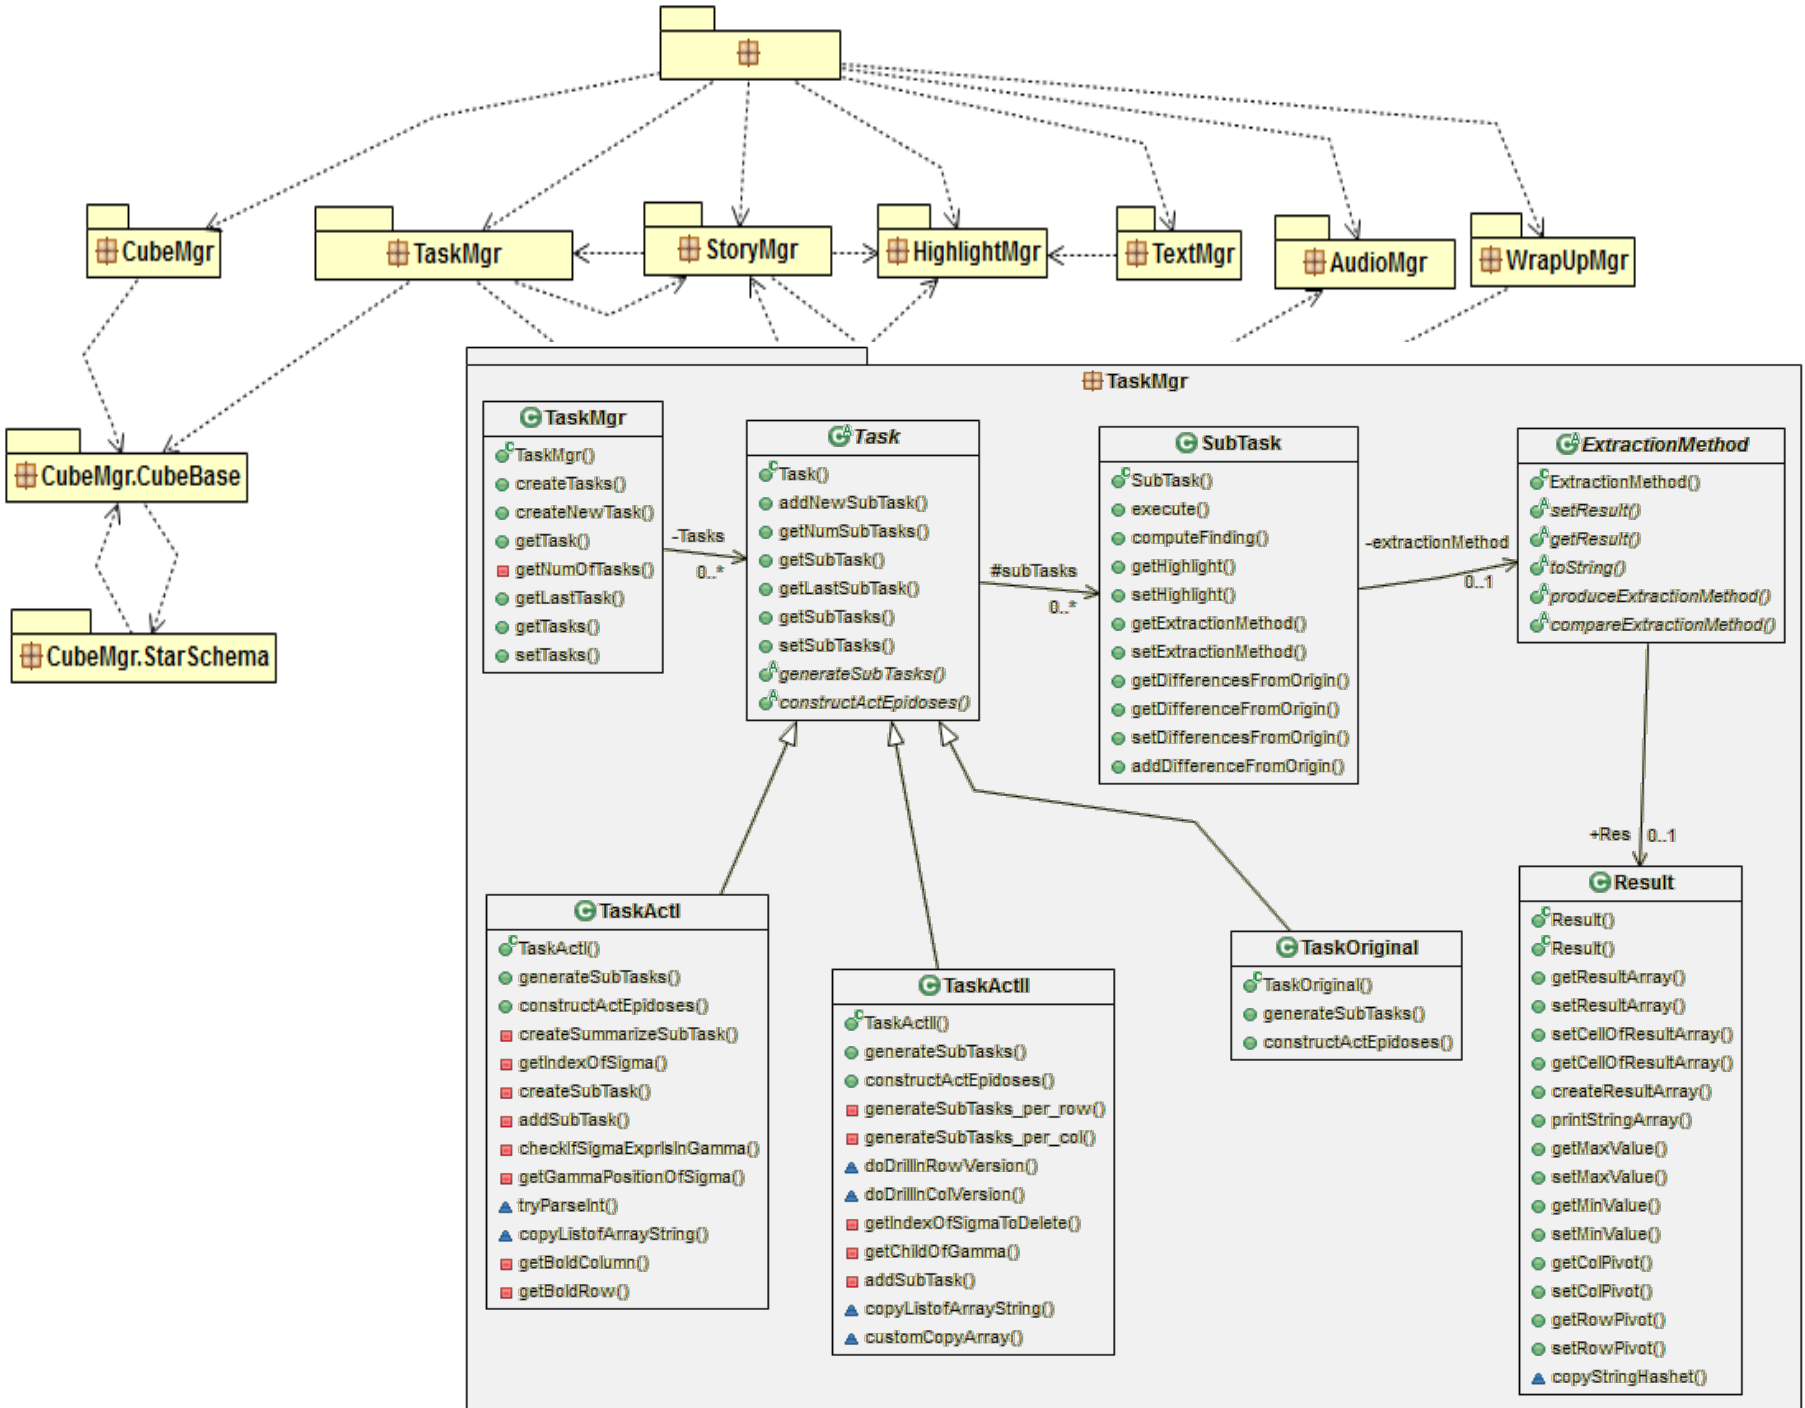 CubeMgr
TaskMgr
StoryMgr
HighlightMgr
TextMgr
AudioMgr
WrapUpMgr
CubeMgr.CubeBase
CubeMgr.StarSchema
TaskMgr
TaskMgr
TaskMgr()
createTasks()
createNewTask()
getTask()
getNumOfTasks()
getLastTask()
getTasks()
setTasks()
-Tasks
0..*
Task
Task()
addNewSubTask()
getNumSubTasks()
getSubTask()
getLastSubTask()
getSubTasks()
setSubTasks()
generateSubTasks()
constructActEpidoses()
#subTasks
0..*
SubTask
SubTask()
execute()
computeFinding()
getHighlight()
setHighlight()
getExtractionMethod()
setExtractionMethod()
getDifferencesFromOrigin()
getDifferenceFromOrigin()
setDifferencesFromOrigin()
addDifferenceFromOrigin()
-extractionMethod
0..1
ExtractionMethod
ExtractionMethod()
setResult()
getResult()
toString()
produceExtractionMethod()
compareExtractionMethod()
+Res
0..1
TaskActI
TaskActI()
generateSubTasks()
constructActEpidoses()
createSummarizeSubTask()
getIndexOfSigma()
createSubTask()
addSubTask()
checkIfSigmaExprIsInGamma()
getGammaPositionOfSigma()
tryParseInt()
copyListofArrayString()
getBoldColumn()
getBoldRow()
TaskActII
TaskActII()
generateSubTasks()
constructActEpidoses()
generateSubTasks_per_row()
generateSubTasks_per_col()
doDrillInRowVersion()
doDrillInColVersion()
getIndexOfSigmaToDelete()
getChildOfGamma()
addSubTask()
copyListofArrayString()
customCopyArray()
TaskOriginal
TaskOriginal()
generateSubTasks()
constructActEpidoses()
Result
Result()
Result()
getResultArray()
setResultArray()
setCellOfResultArray()
getCellOfResultArray()
createResultArray()
printStringArray()
getMaxValue()
setMaxValue()
getMinValue()
setMinValue()
getColPivot()
setColPivot()
getRowPivot()
setRowPivot()
copyStringHashet()